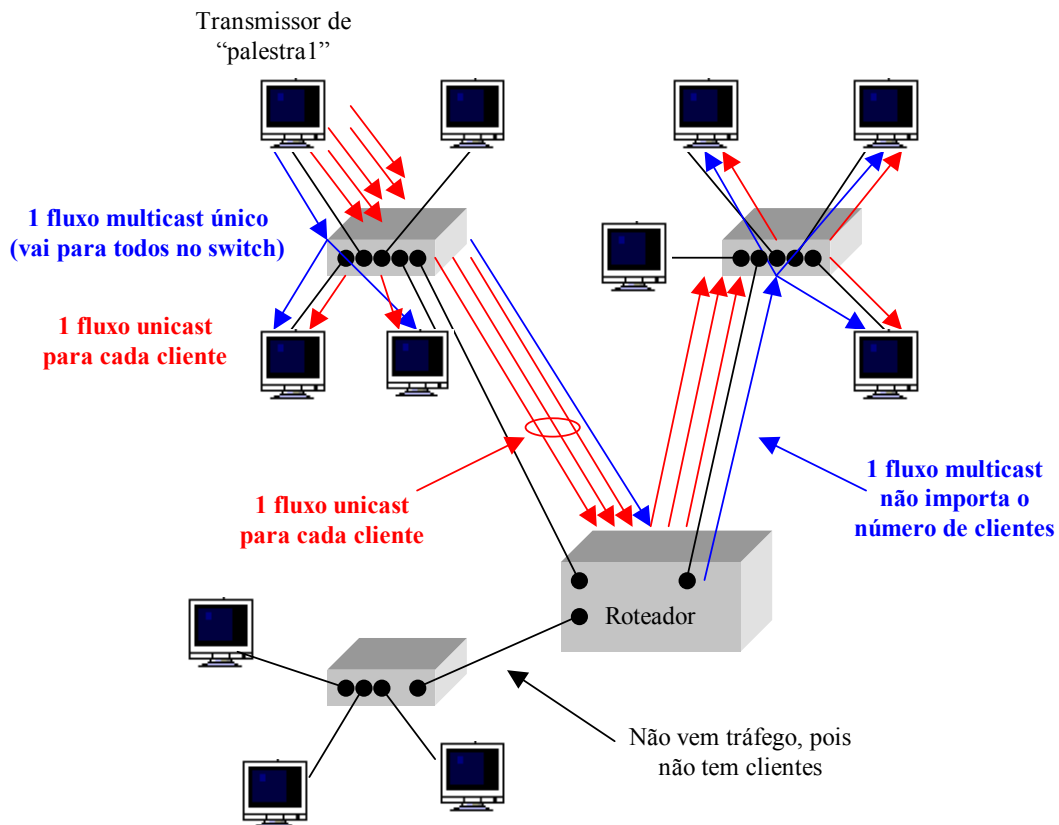 Transmissor de
“palestra1”
1 fluxo multicast único
(vai para todos no switch)
1 fluxo unicast
para cada cliente
1 fluxo unicast
para cada cliente
1 fluxo multicast
não importa o
número de clientes
Roteador
Não vem tráfego, pois
não tem clientes